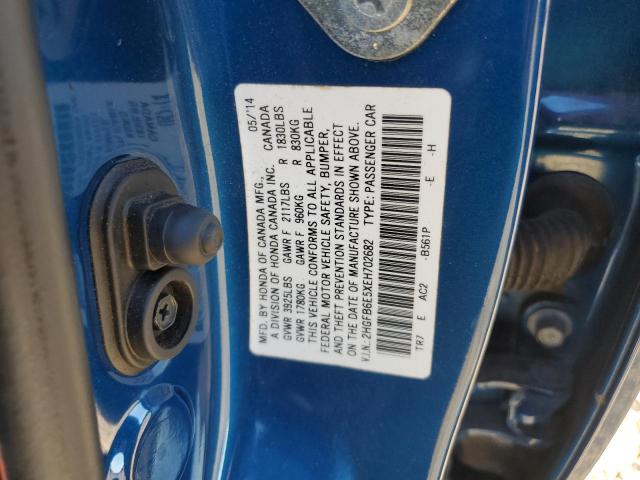 MFD. BY HONDA OF CANADA MFG., 05/'14
A DIVISION OF HONDA CANADA INC. CANADA
GVWR 3925LBS GAWR F 2117LBS R 1830LBS
GVWR 1780KG GAWR F 960KG R 830KG
THIS VEHICLE CONFORMS TO ALL APPLICABLE
FEDERAL MOTOR VEHICLE SAFETY, BUMPER,
AND THEFT PREVENTION STANDARDS IN EFFECT
ON THE DATE OF MANUFACTURE SHOWN ABOVE.
V.I.N.:2HGFB6E5XEH702682 TYPE:PASSENGER CAR
TR7 E AC2 -B561P -E -H